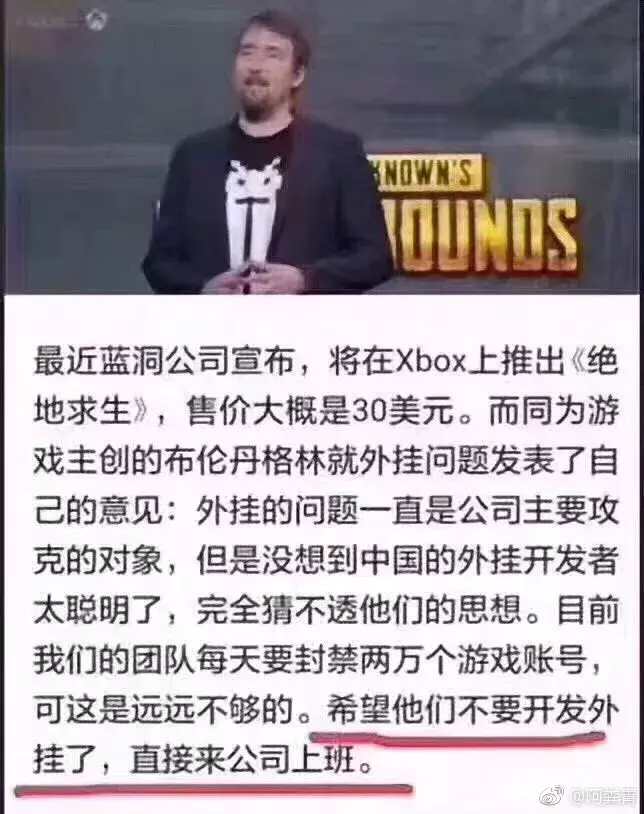 KNOWN'S
OUNDS
最近蓝洞公司宣布，将在Xbox上推出《绝
地求生》，售价大概是30美元。而同为游
戏主创的布伦丹格林就外挂问题发表了自
己的意见：外挂的问题一直是公司主要攻
克的对象，但是没想到中国的外挂开发者
太聪明了，完全猜不透他们的思想。目前
我们的团队每天要封禁两万个游戏账号，
可这是远远不够的。希望他们不要开发外
挂了，直接来公司上班。